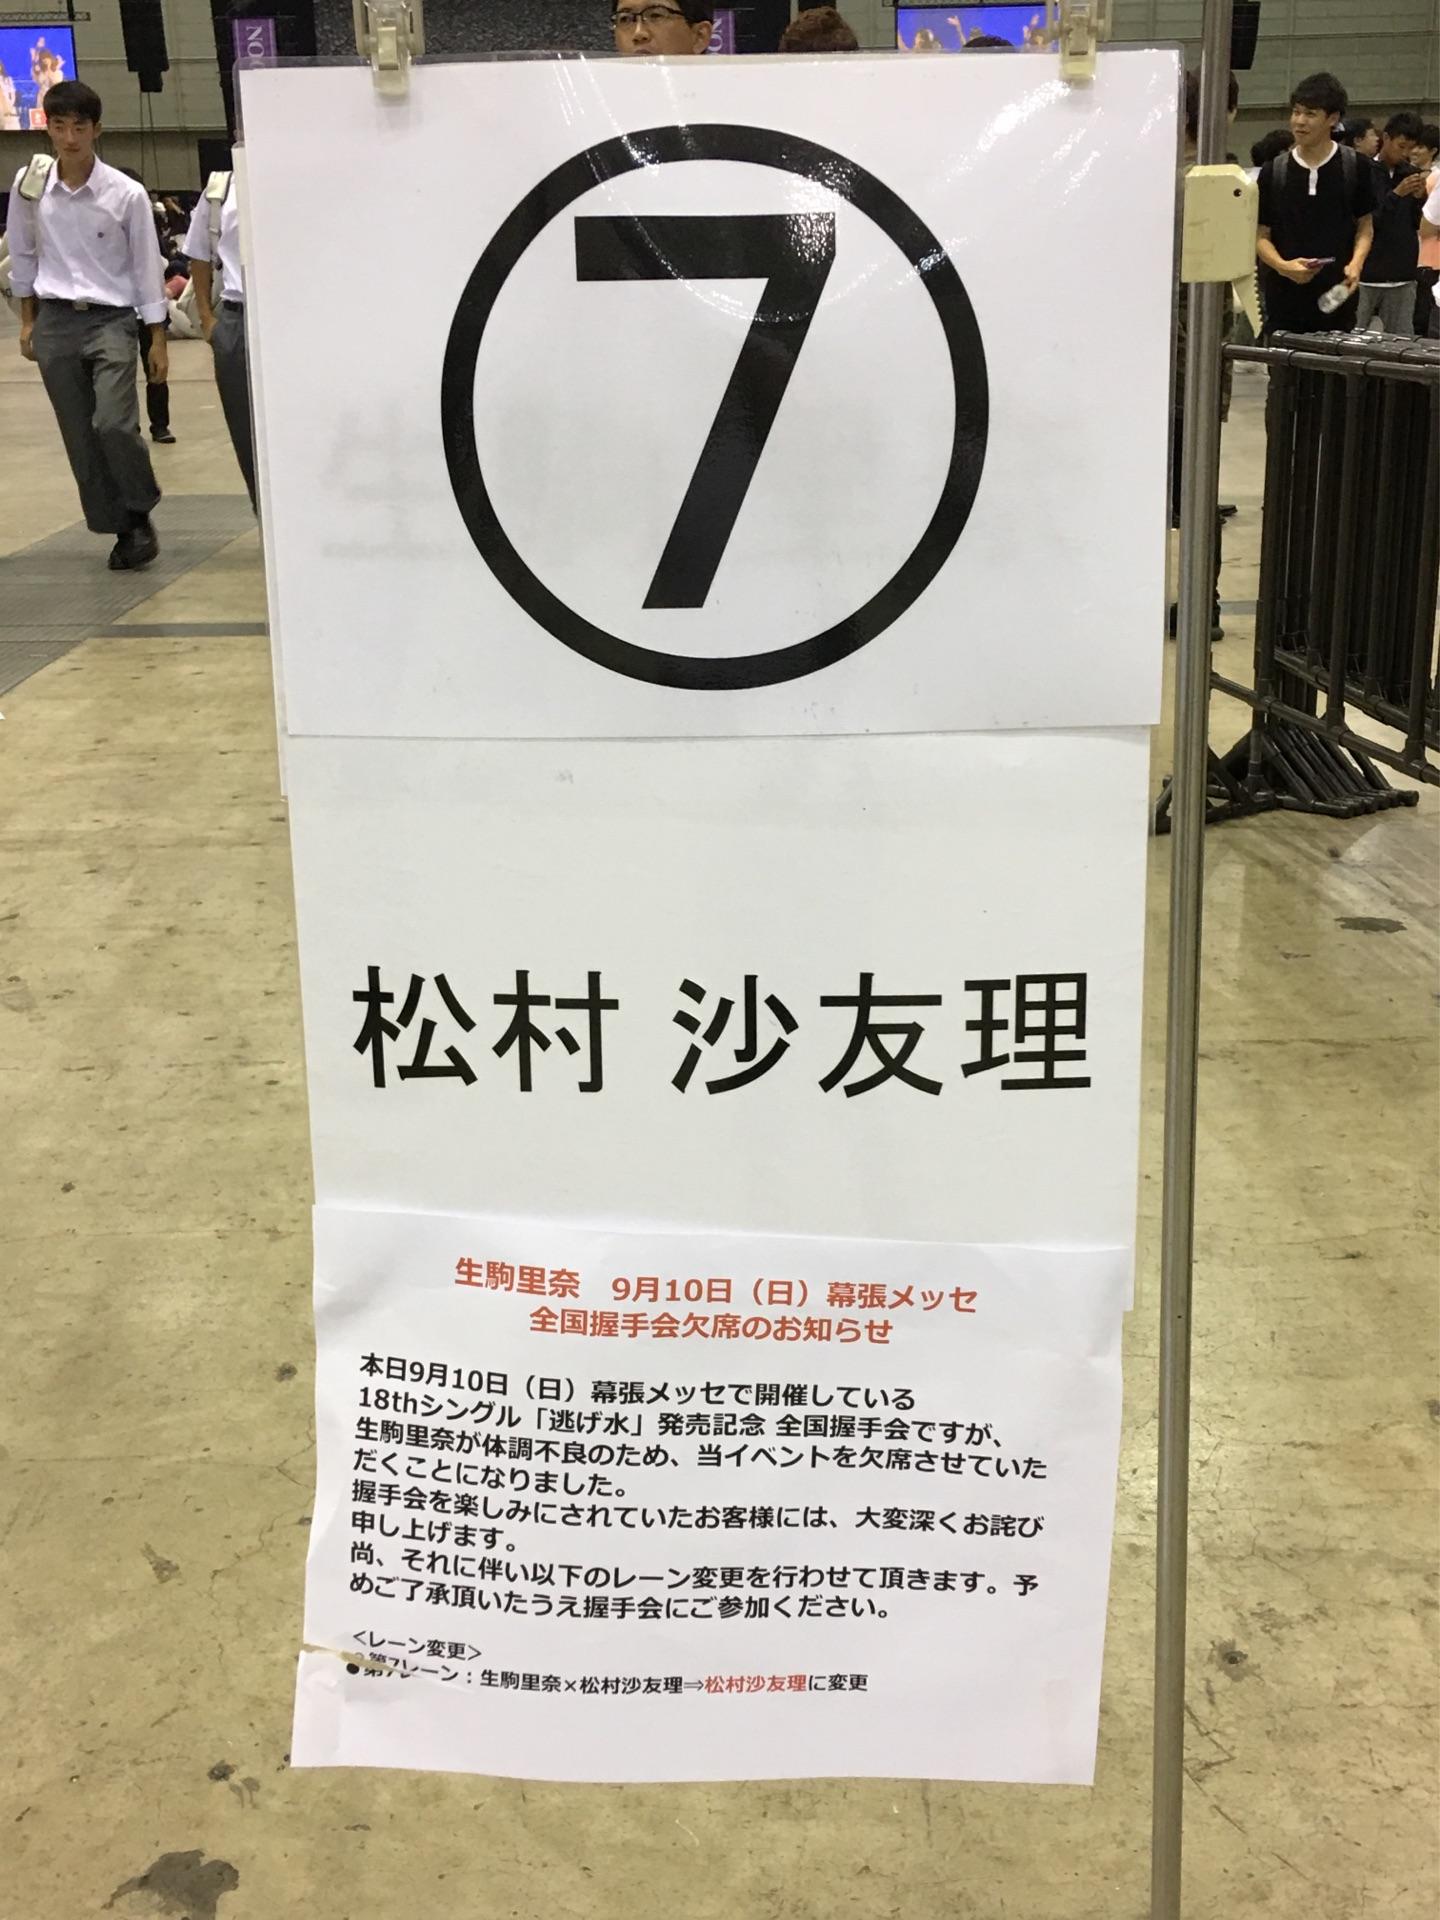 ⑦
松村 沙友理
生駒里奈　9月10日（日）幕張メッセ
全国握手会欠席のお知らせ
本日9月10日（日）幕張メッセで開催している
18thシングル「逃げ水」発売記念 全国握手会ですが、
生駒里奈が体調不良のため、当イベントを欠席させていた
だくことになりました。
握手会を楽しみにされていたお客様には、大変深くお詫び
申し上げます。
尚、それに伴い以下のレーン変更を行わせて頂きます。予
めご了承頂いたうえ握手会にご参加ください。
＜レーン変更＞
●第7レーン：生駒里奈×松村沙友理⇒松村沙友理に変更